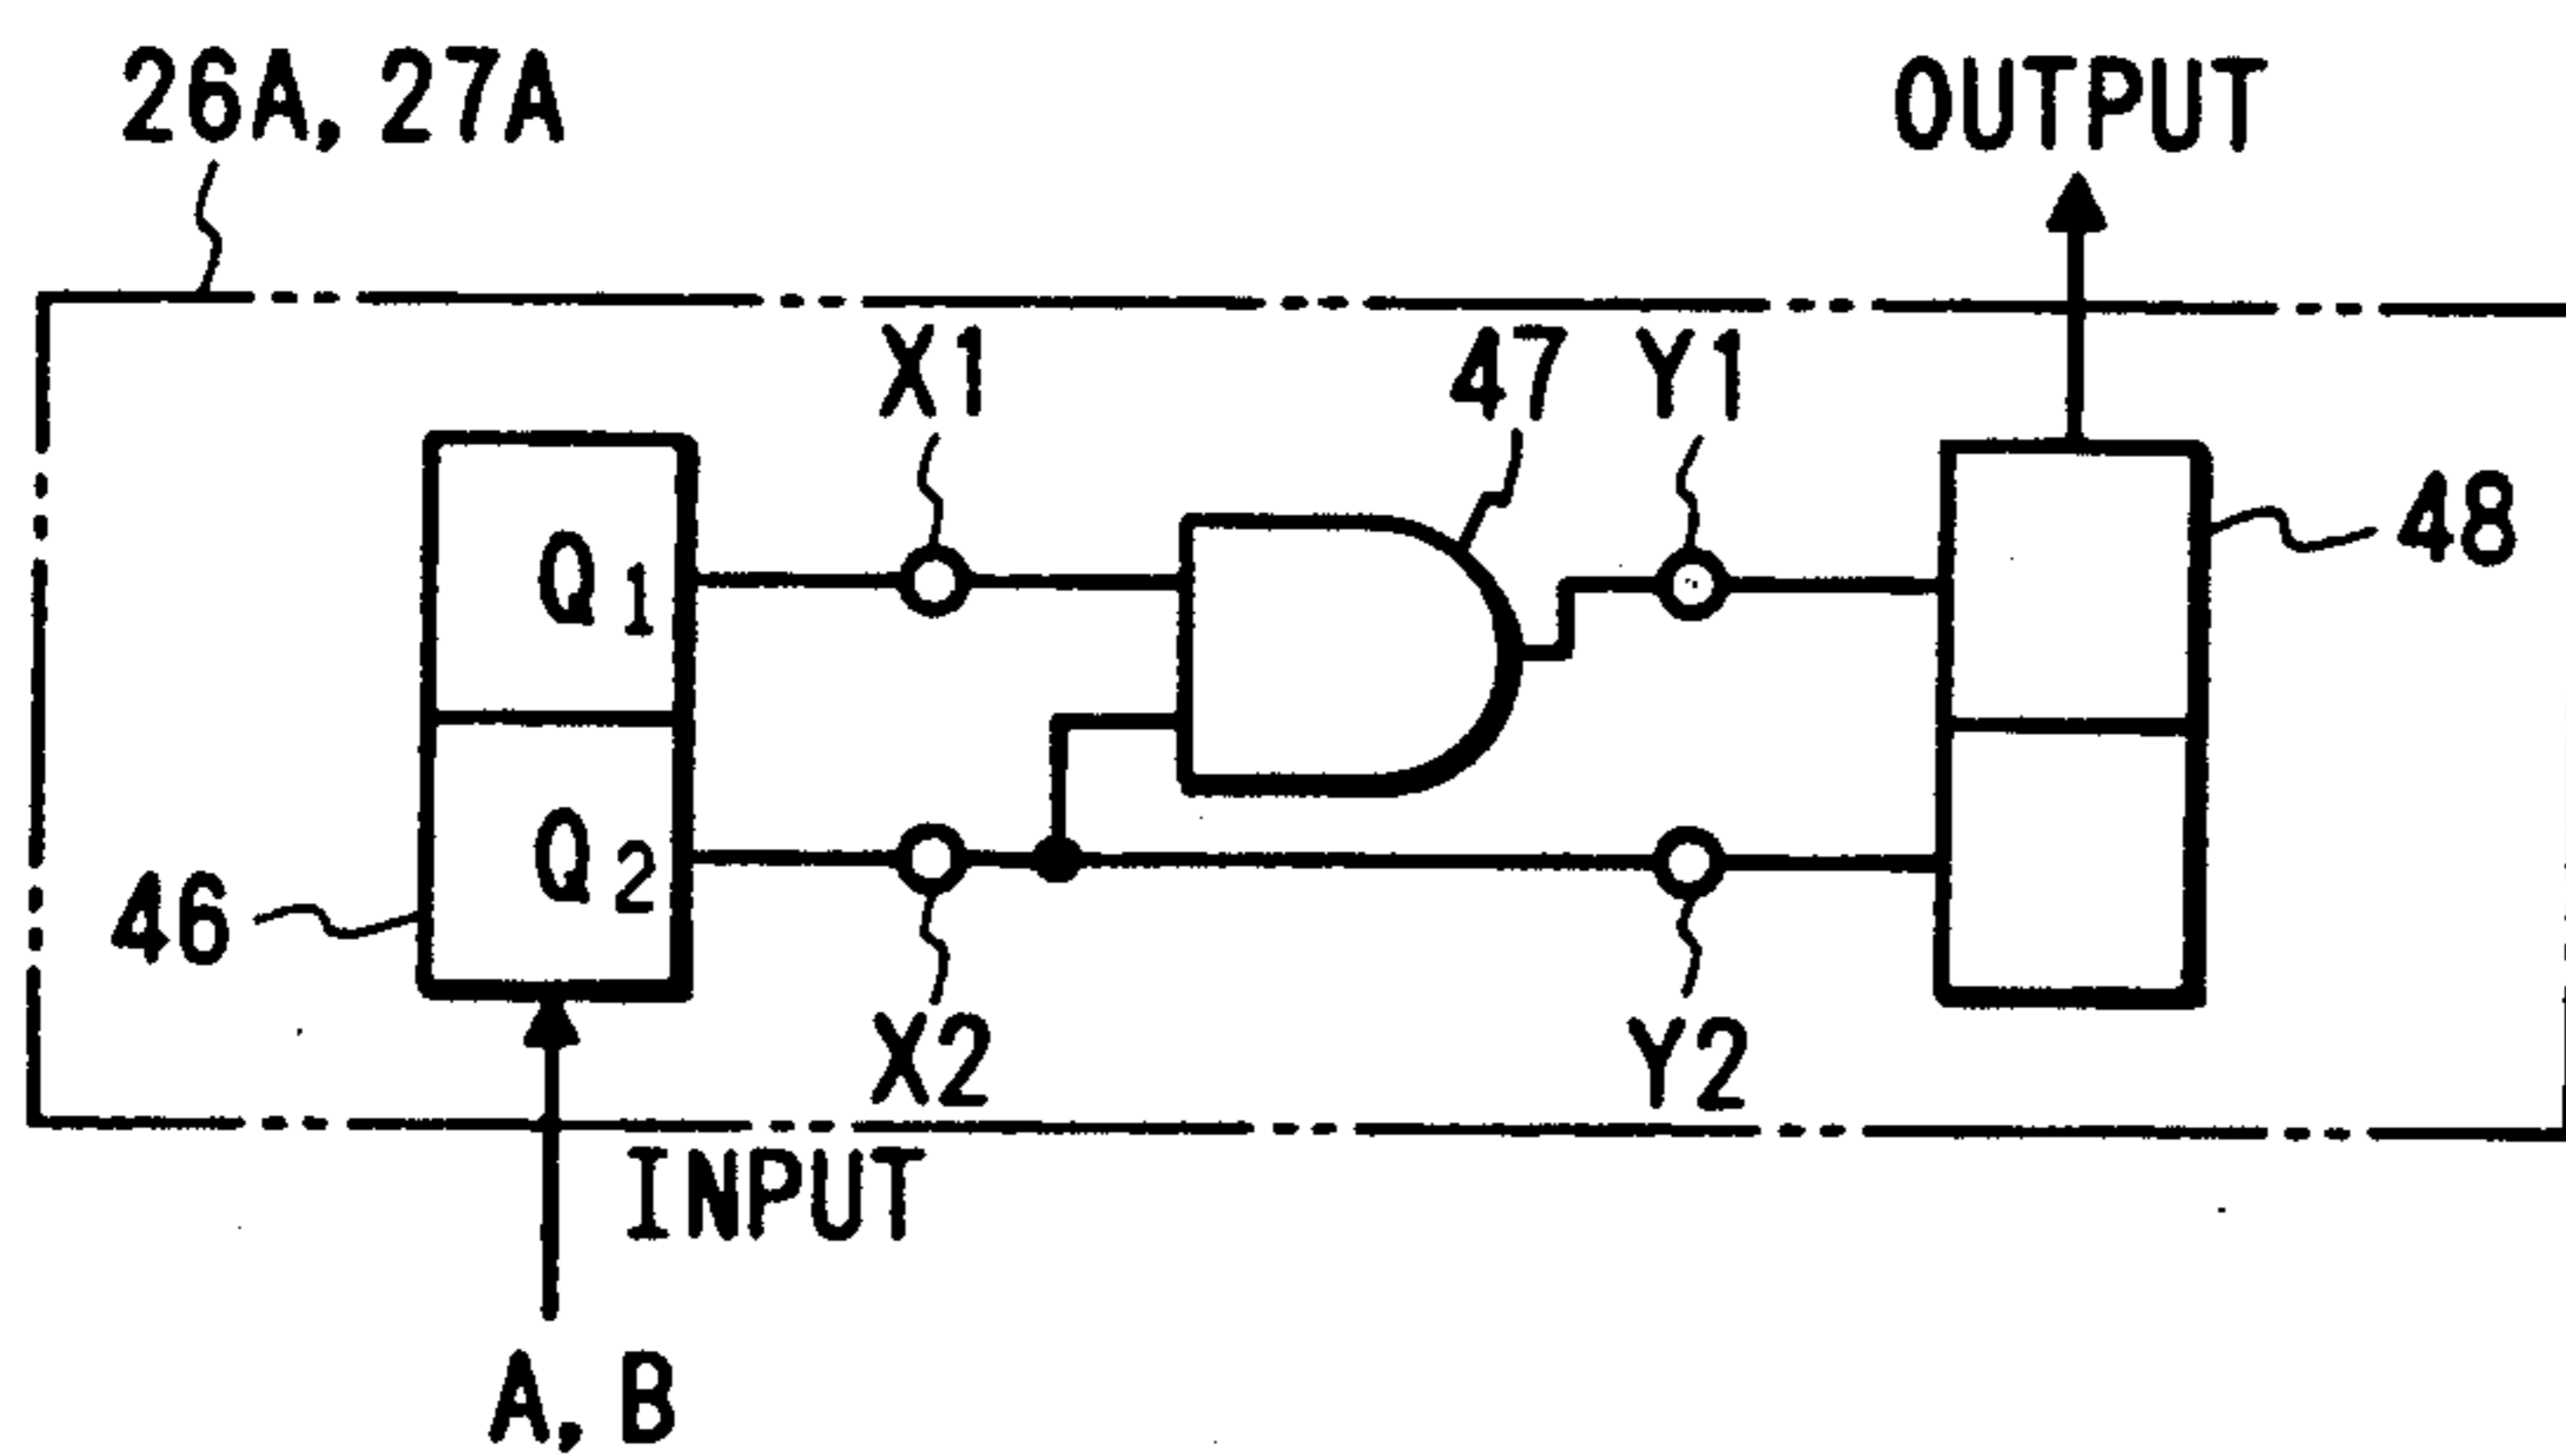 26A, 27A
OUTPUT
X1
47
Y1
48
Q1
Q2
46
X2
Y2
INPUT
A, B